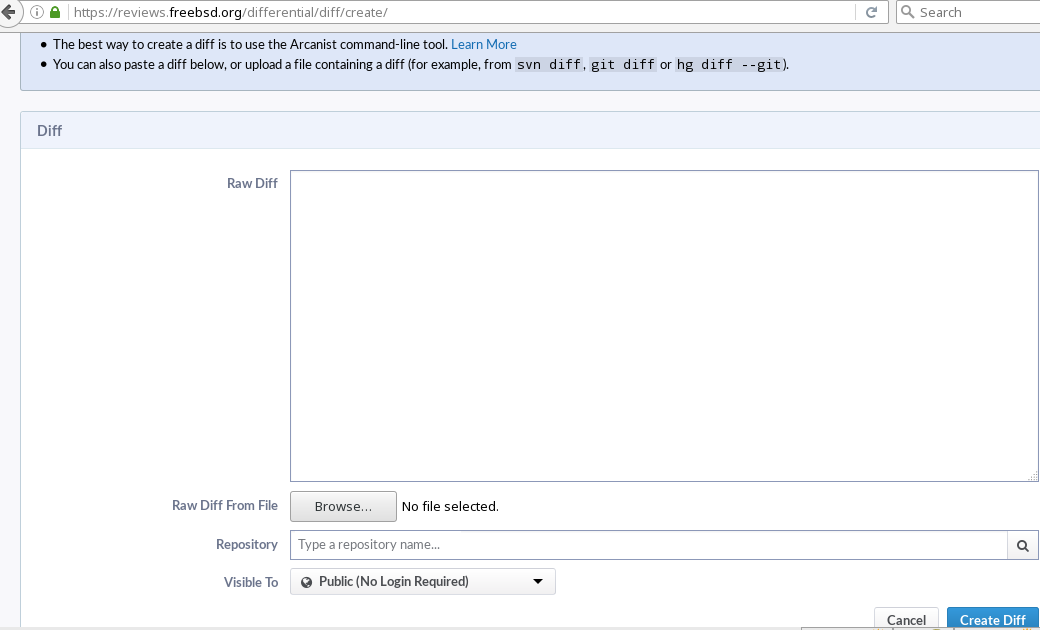 https://reviews.freebsd.org/differential/diff/create/
Search
The best way to create a diff is to use the Arcanist command-line tool. Learn More
You can also paste a diff below, or upload a file containing a diff (for example, from svn diff, git diff or hg diff --git).
Diff
Raw Diff
Raw Diff From File
Browse...
No file selected.
Repository
Type a repository name...
Visible To
Public (No Login Required)
Cancel
Create Diff